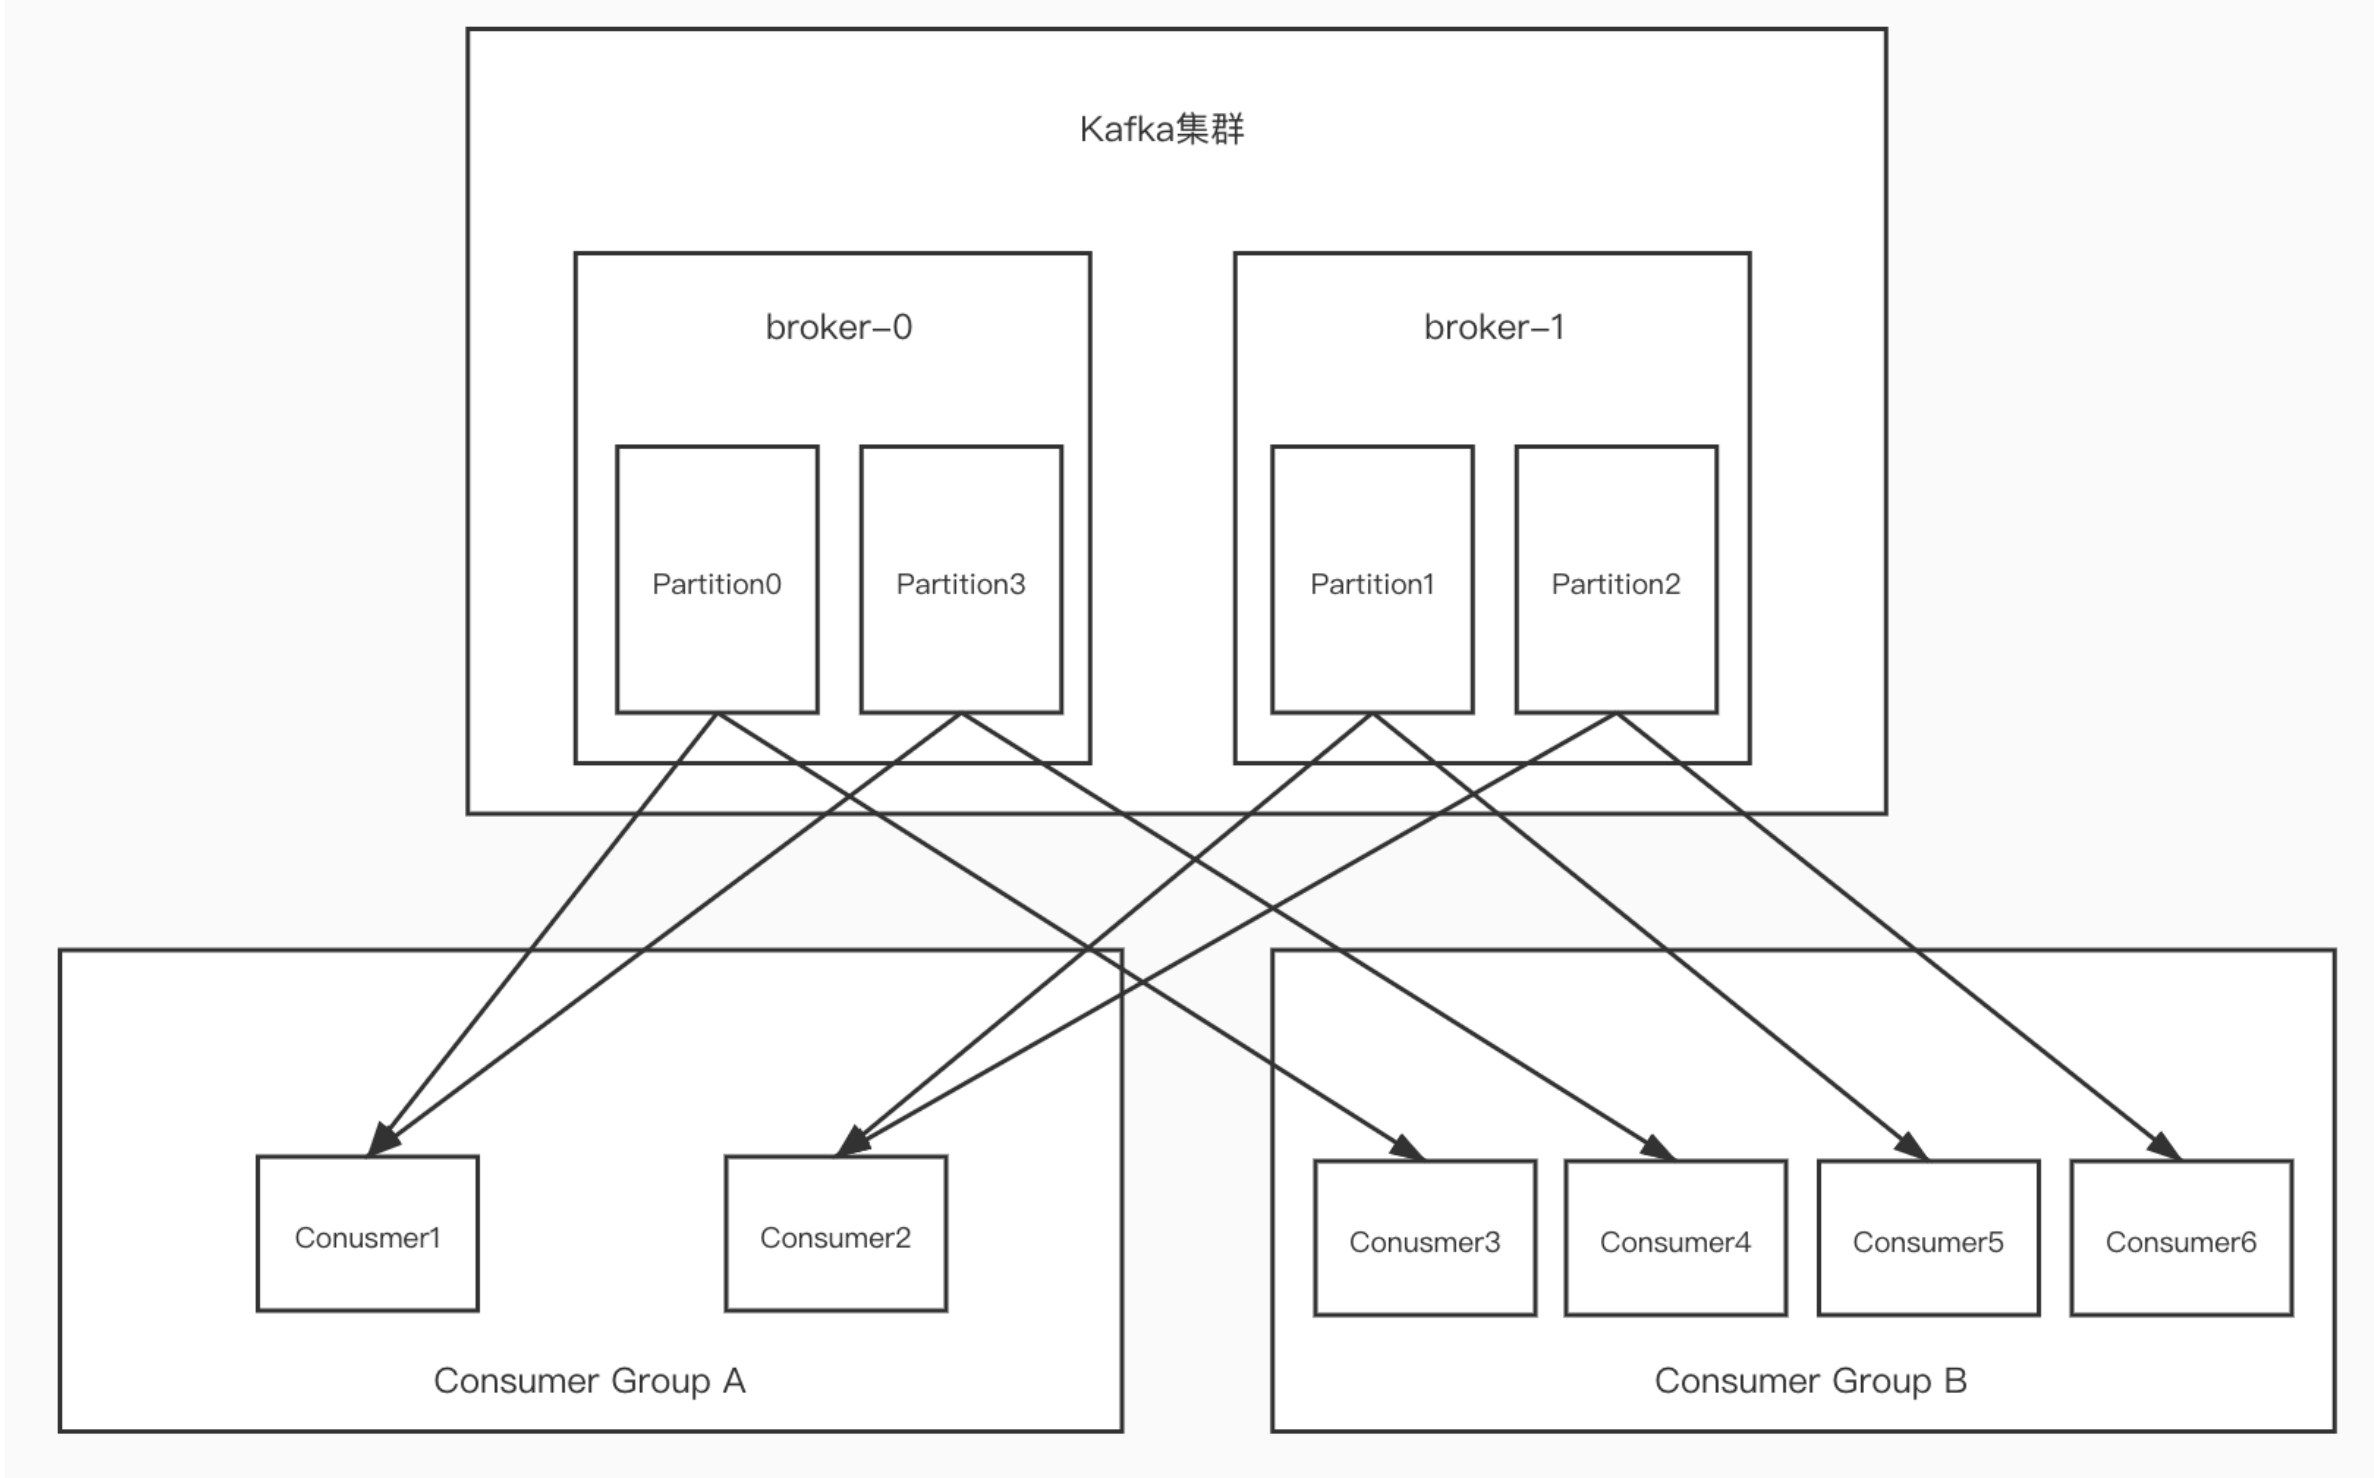 Kafka集群
broker-0
broker-1
Partition0
Partition3
Partition1
Partition2
Conusmer1
Consumer2
Conusmer3
Consumer4
Consumer5
Consumer6
Consumer Group A
Consumer Group B